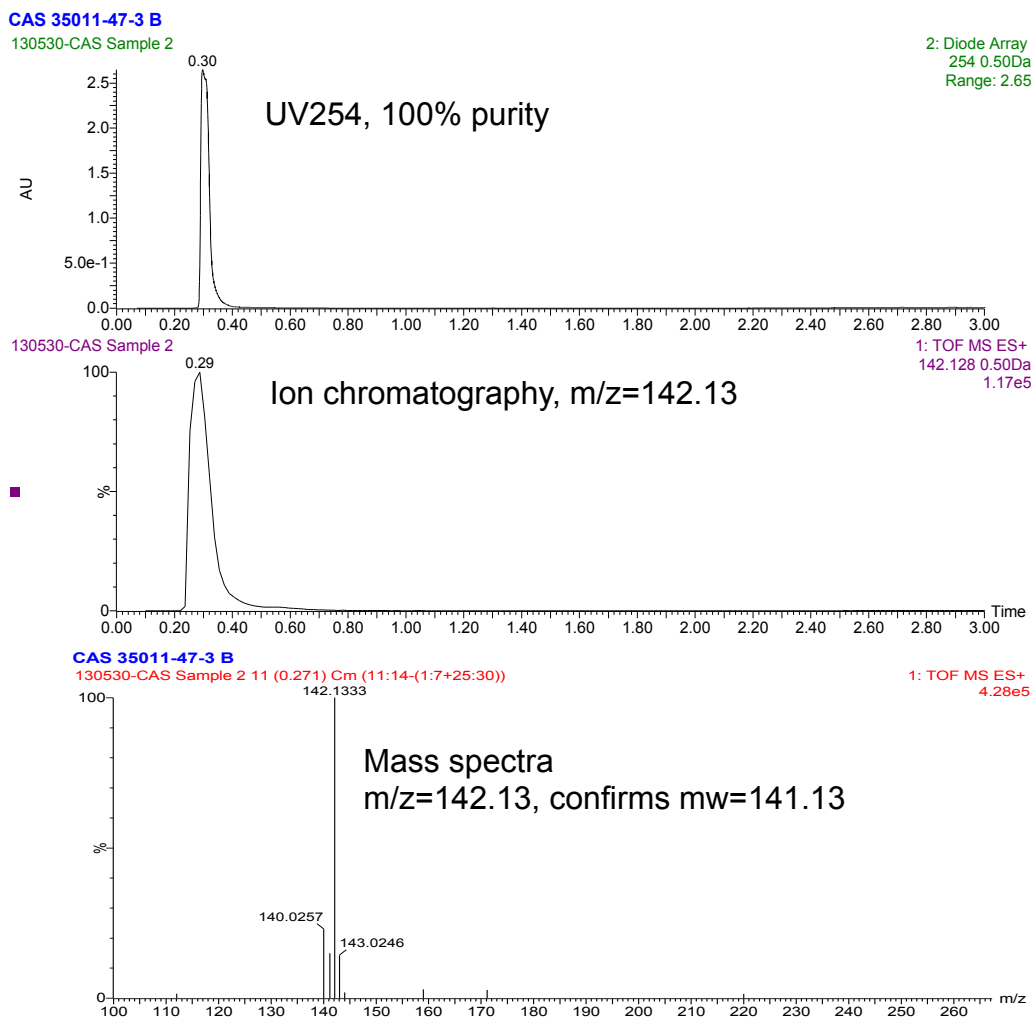 CAS 35011-47-3 B
130530-CAS Sample 2
2: Diode Array
254 0.50Da
Range: 2.65
0.30
UV254, 100% purity
AU
2.5
2.0
1.5
1.0
5.0e-1
0.0
0.00 0.20 0.40 0.60 0.80 1.00 1.20 1.40 1.60 1.80 2.00 2.20 2.40 2.60 2.80 3.00
130530-CAS Sample 2
1: TOF MS ES+
142.128 0.50Da
1.17e5
0.29
Ion chromatography, m/z=142.13
100
%
0
Time
0.00 0.20 0.40 0.60 0.80 1.00 1.20 1.40 1.60 1.80 2.00 2.20 2.40 2.60 2.80 3.00
CAS 35011-47-3 B
130530-CAS Sample 2 11 (0.271) Cm (11:14-(1:7+25:30))
1: TOF MS ES+
4.28e5
142.1333
100
Mass spectra
m/z=142.13, confirms mw=141.13
%
140.0257
143.0246
0
m/z
100 110 120 130 140 150 160 170 180 190 200 210 220 230 240 250 260